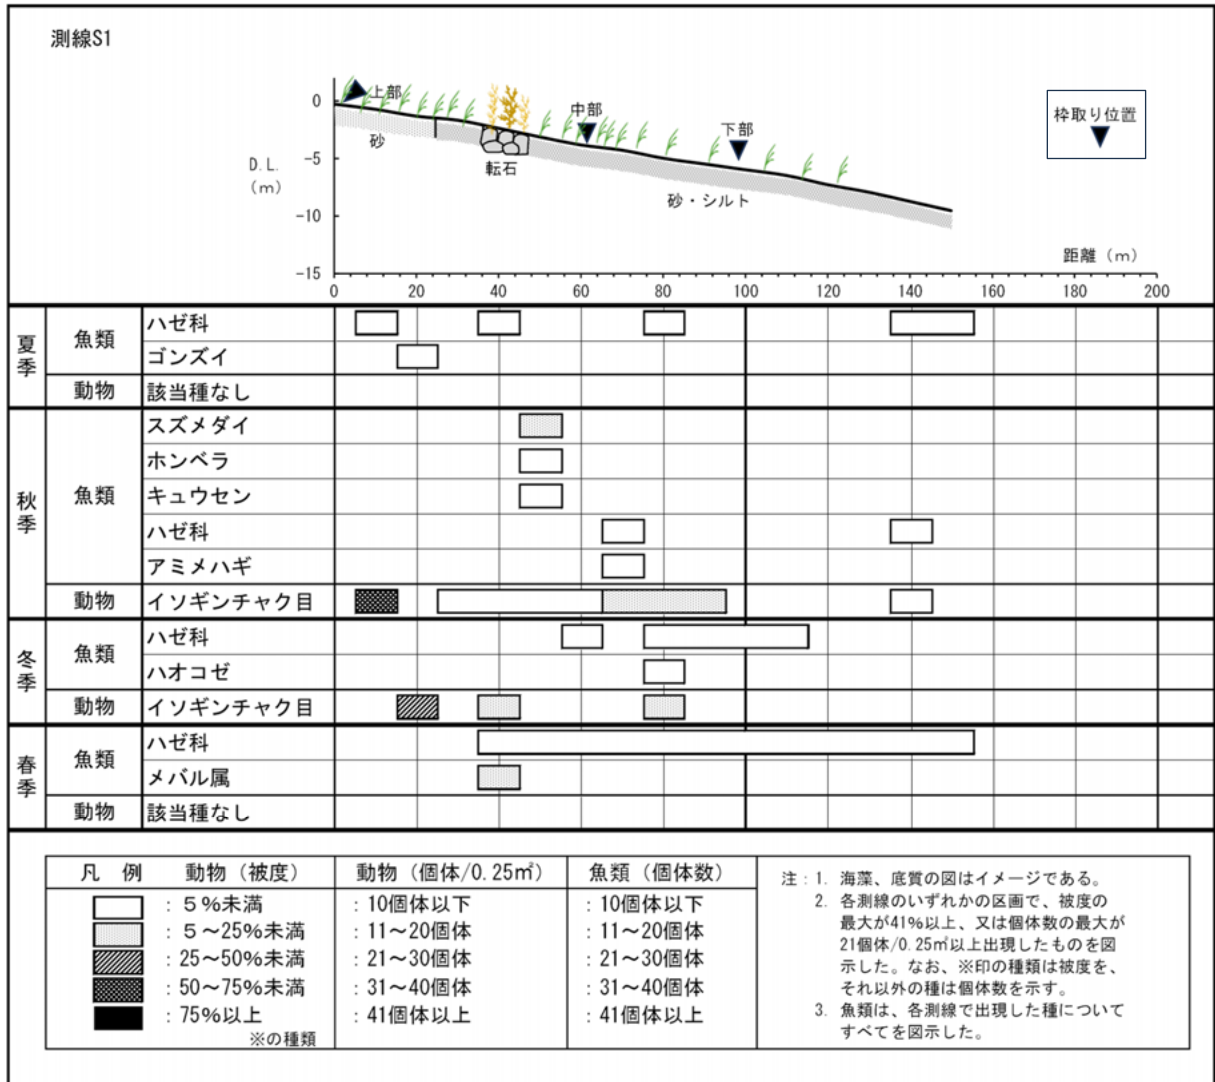 測線S1
枠取り位置
上部
中部
下部
砂
転石
砂・シルト
D.L.
(m)
0
-5
-10
-15
距離 (m)
0 20 40 60 80 100 120 140 160 180 200
夏季 魚類 ハゼ科
ゴンズイ
動物 該当種なし
秋季 魚類 スズメダイ
ホンベラ
キュウセン
ハゼ科
アミメハギ
動物 イソギンチャク目
冬季 魚類 ハゼ科
ハオコゼ
動物 イソギンチャク目
春季 魚類 ハゼ科
メバル属
動物 該当種なし
凡 例 動物(被度) 動物(個体/0.25㎡) 魚類(個体数)
:5%未満 :10個体以下 :10個体以下
:5~25%未満 :11~20個体 :11~20個体
:25~50%未満 :21~30個体 :21~30個体
:50~75%未満 :31~40個体 :31~40個体
:75%以上 :41個体以上 :41個体以上
※の種類
注:1. 海藻、底質の図はイメージである。
2. 各測線のいずれかの区画で、被度の
最大が41%以上、又は個体数の最大が
21個体/0.25㎡以上出現したものを図
示した。なお、※印の種類は被度を、
それ以外の種は個体数を示す。
3. 魚類は、各測線で出現した種について
すべてを図示した。